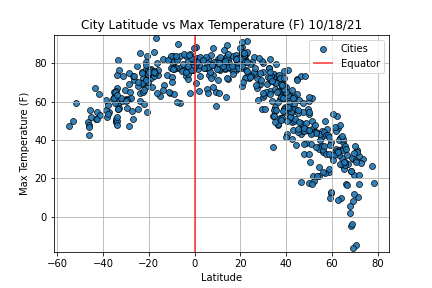 City Latitude vs Max Temperature (F) 10/18/21
Cities
Equator
Max Temperature (F)
80
60
40
20
0
−60 −40 −20 0 20 40 60 80
Latitude